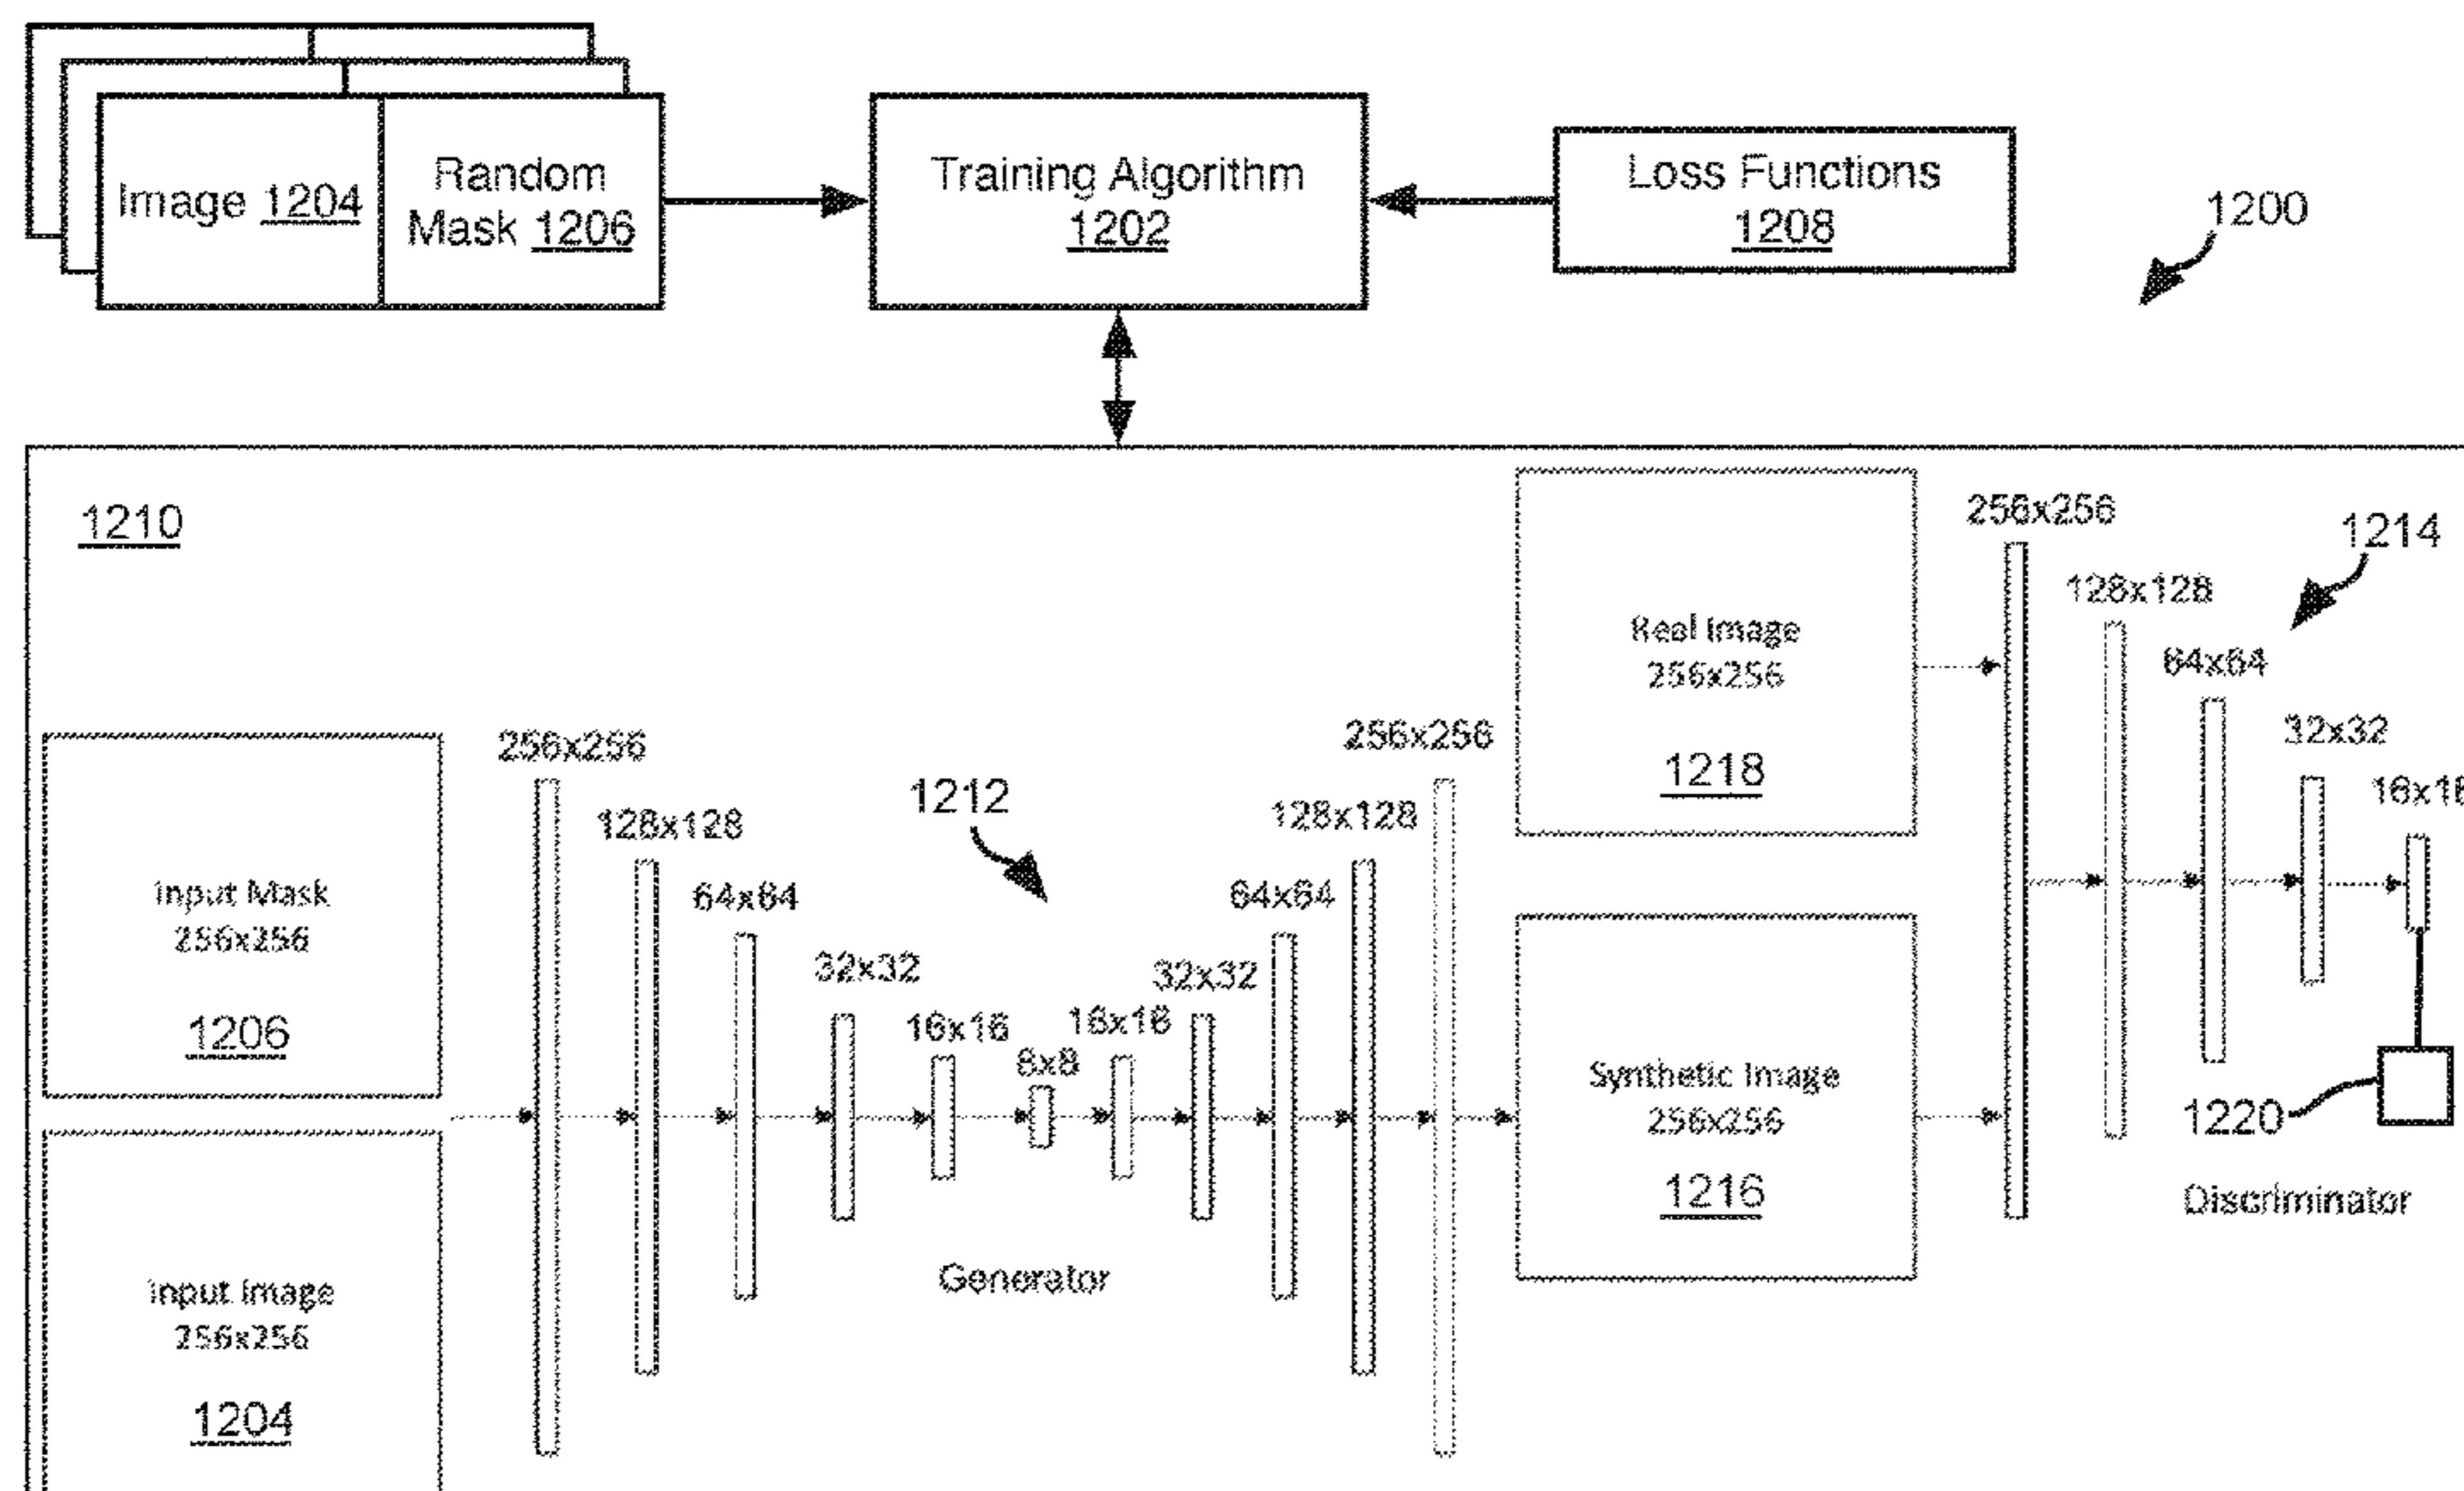 Image 1204
Random
Mask 1206
Training Algorithm
1202
Loss Functions
1208
1200
1210
Input Mask
256x256
1206
Input Image
256x256
1204
256x256
128x128
64x64
32x32
16x16
8x8
16x16
32x32
64x64
128x128
256x256
1212
Generator
Real Image
256x256
1218
Synthetic Image
256x256
1216
256x256
128x128
64x64
32x32
16x16
1214
1220
Discriminator